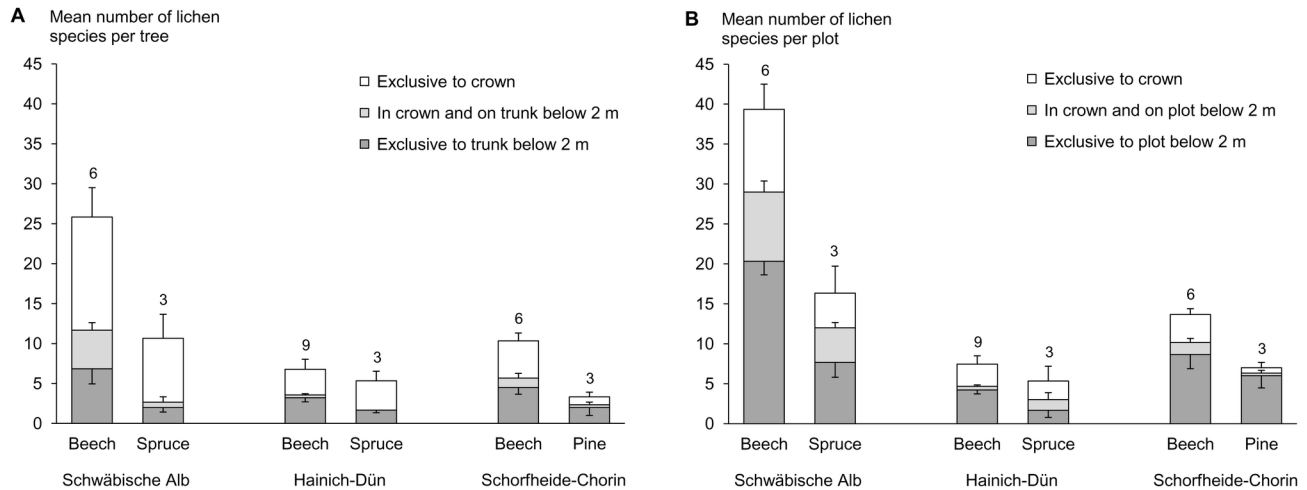 A
Mean number of lichen
species per tree
45
40
35
30
25
20
15
10
5
0
Exclusive to crown
In crown and on trunk below 2 m
Exclusive to trunk below 2 m
6
3
9
3
6
3
Beech Spruce Beech Spruce Beech Pine
Schwäbische Alb Hainich-Dün Schorfheide-Chorin
B
Mean number of lichen
species per plot
45
40
35
30
25
20
15
10
5
0
Exclusive to crown
In crown and on plot below 2 m
Exclusive to plot below 2 m
6
3
9
3
6
3
Beech Spruce Beech Spruce Beech Pine
Schwäbische Alb Hainich-Dün Schorfheide-Chorin